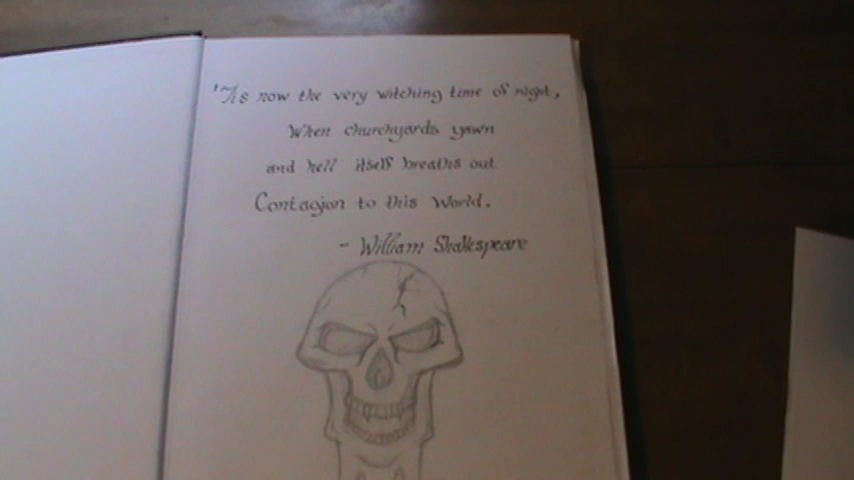 'Tis now the very witching time of night,
When churchyards yawn
and hell itself breaths out
Contagion to this World.
- William Shakespeare